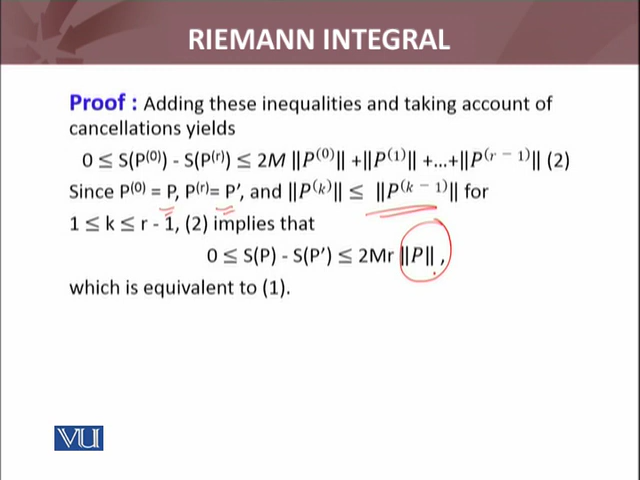 RIEMANN INTEGRAL
Proof : Adding these inequalities and taking account of
cancellations yields
0 ≤ S(P⁽⁰⁾) - S(P⁽ʳ⁾) ≤ 2M ||P⁽⁰⁾|| +||P⁽¹⁾|| +...+||P⁽ʳ ⁻ ¹⁾|| (2)
Since P⁽⁰⁾ = P, P⁽ʳ⁾= P′, and ||P⁽ᵏ⁾|| ≤ ||P⁽ᵏ ⁻ ¹⁾|| for
1 ≤ k ≤ r - 1, (2) implies that
0 ≤ S(P) - S(P′) ≤ 2Mr ||P|| ,
which is equivalent to (1).
VU